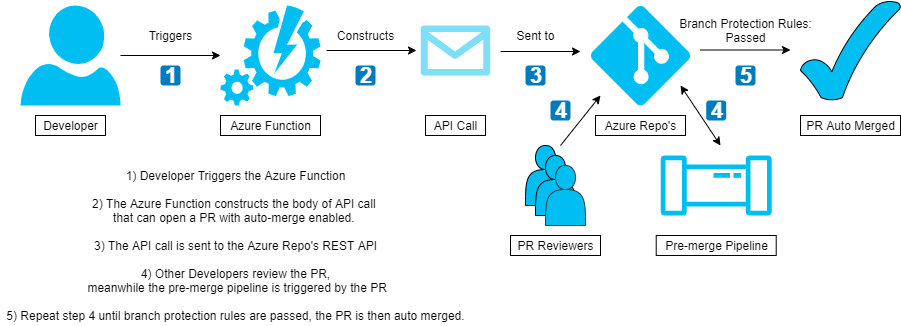 Triggers
Constructs
Sent to
Branch Protection Rules:
Passed
1
2
3
5
4
4
Developer
Azure Function
API Call
Azure Repo's
PR Auto Merged
PR Reviewers
Pre-merge Pipeline
1) Developer Triggers the Azure Function
2) The Azure Function constructs the body of API call
that can open a PR with auto-merge enabled.
3) The API call is sent to the Azure Repo's REST API
4) Other Developers review the PR,
meanwhile the pre-merge pipeline is triggered by the PR
5) Repeat step 4 until branch protection rules are passed, the PR is then auto merged.